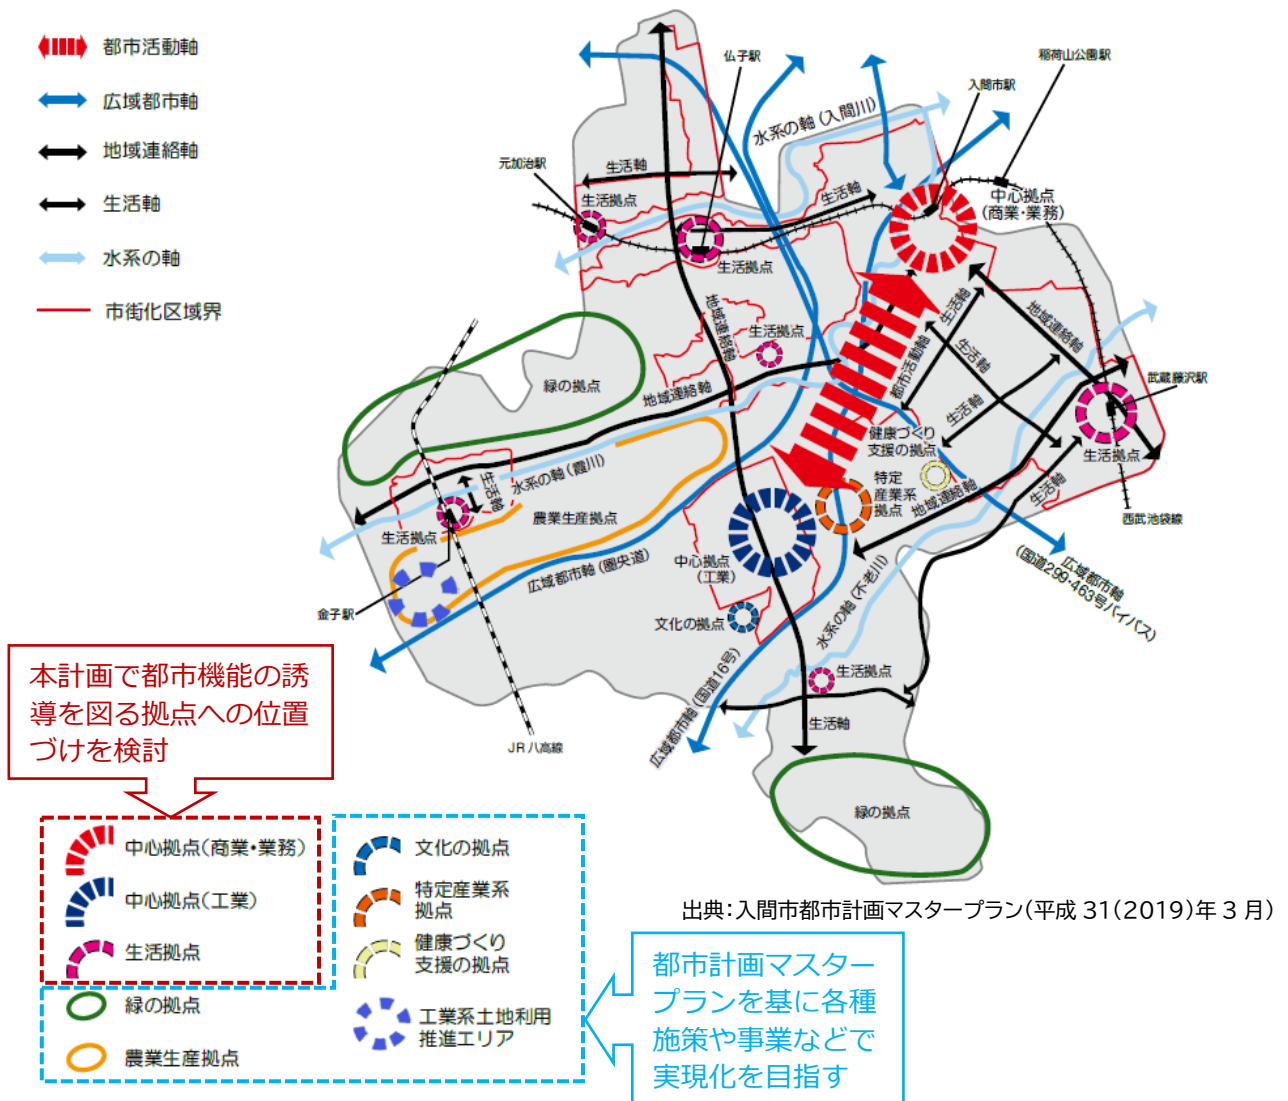 都市活動軸
広域都市軸
地域連絡軸
生活軸
水系の軸
市街化区域界
仏子駅
稲荷山公園駅
入間市駅
水系の軸(入間川)
元加治駅
生活軸
生活拠点
生活軸
中心拠点
(商業・業務)
生活拠点
地域連絡軸
生活拠点
生活軸
地域連絡軸
都市活動軸
生活軸
緑の拠点
地域連絡軸
生活軸
武蔵藤沢駅
健康づくり
支援の拠点
生活拠点
水系の軸(霞川)
生活軸
特定
産業系
拠点
地域連絡軸
生活軸
農業生産拠点
西武池袋線
生活拠点
広域都市軸(圏央道)
中心拠点
(工業)
広域都市軸
(国道299・463号バイパス)
水系の軸(不老川)
金子駅
文化の拠点
生活拠点
広域都市軸(国道16号)
生活軸
JR八高線
緑の拠点
本計画で都市機能の誘
導を図る拠点への位置
づけを検討
中心拠点(商業・業務)
中心拠点(工業)
生活拠点
緑の拠点
農業生産拠点
文化の拠点
特定産業系
拠点
健康づくり
支援の拠点
工業系土地利用
推進エリア
出典:入間市都市計画マスタープラン(平成 31(2019)年 3 月)
都市計画マスター
プランを基に各種
施策や事業などで
実現化を目指す